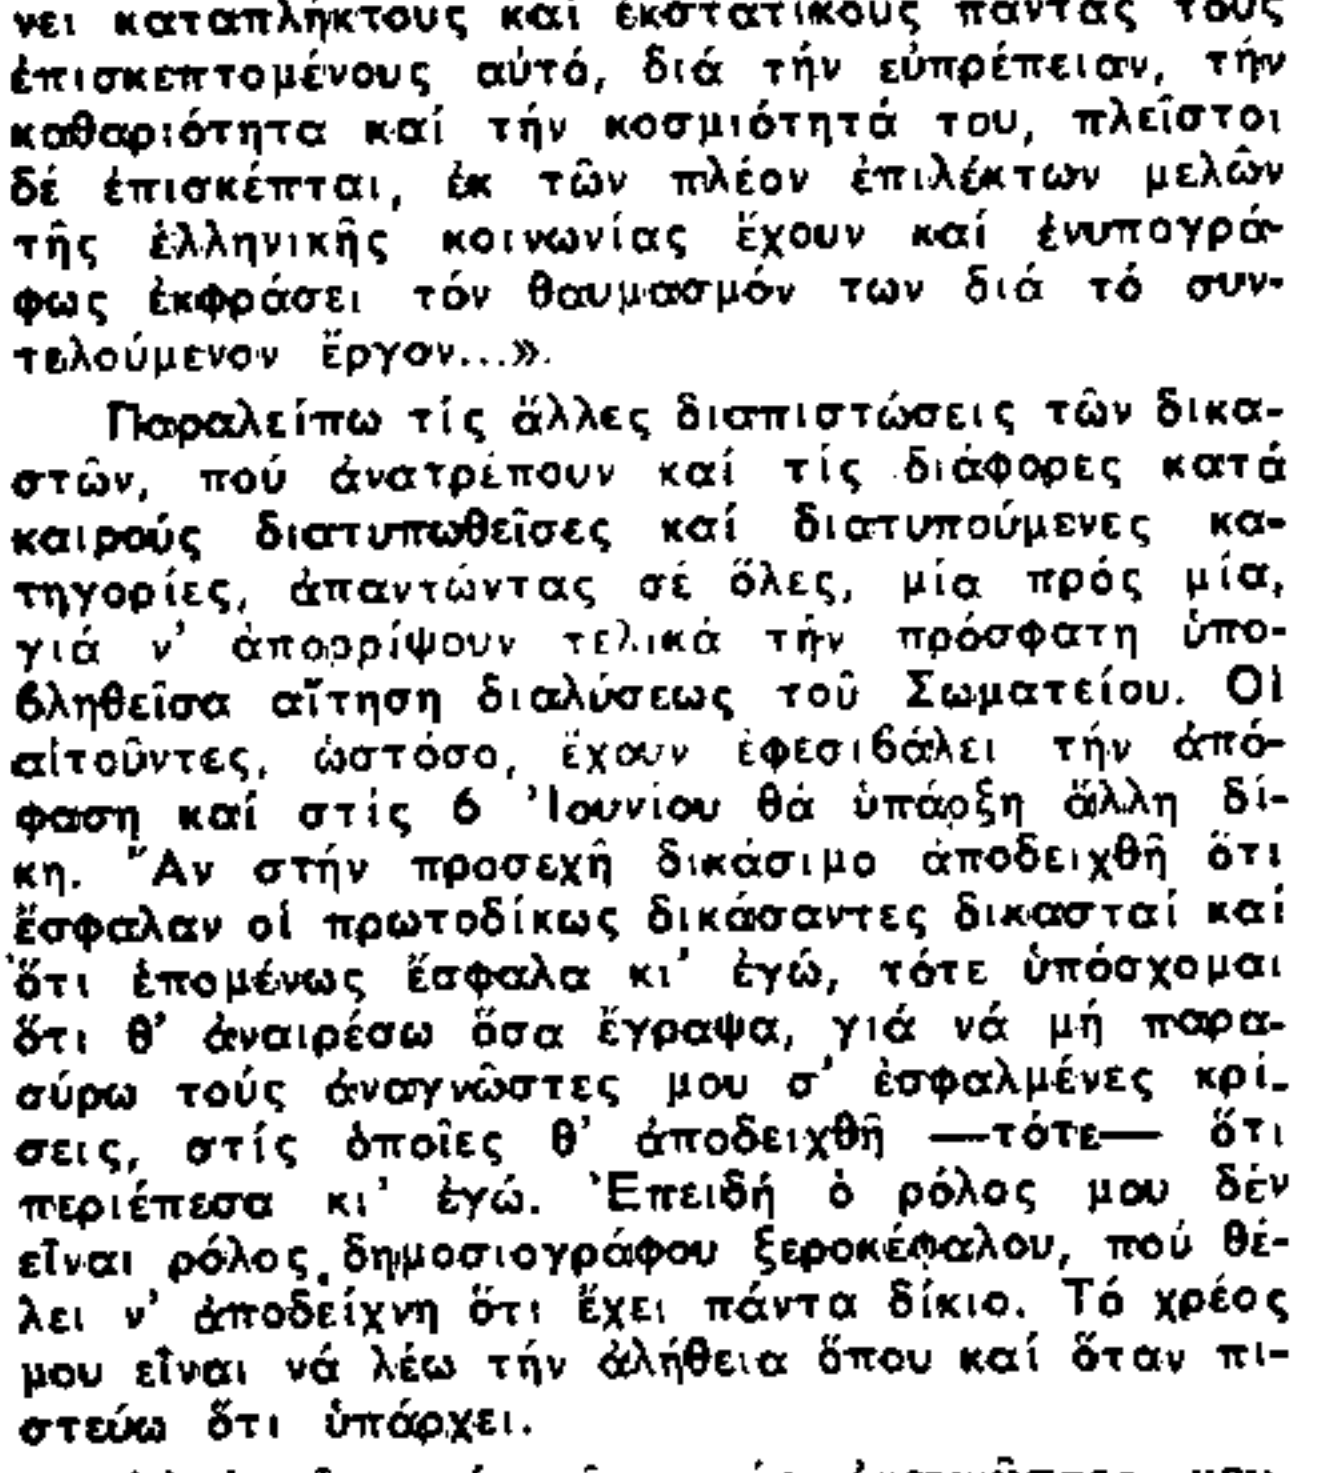 νει καταπλήκτους καί ἐκστατικούς πάντας τούς
ἐπισκεπτομένους αὐτό, διά τήν εὐπρέπειαν, τήν
καθαριότητα καί τήν κοσμιότητά του, πλεῖστοι
δέ ἐπισκέπται, ἐκ τῶν πλέον ἐπιλέκτων μελῶν
τῆς ἑλληνικῆς κοινωνίας ἔχουν καί ἐνυπογρά-
φως ἐκφράσει τόν θαυμασμόν των διά τό συν-
τελούμενον ἔργον...».
Παραλείπω τίς ἄλλες διαπιστώσεις τῶν δικα-
στῶν, πού ἀνατρέπουν καί τίς διάφορες κατά
καιρούς διατυπωθεῖσες καί διατυπούμενες κα-
τηγορίες, ἀπαντώντας σέ ὅλες, μία πρός μία,
γιά ν' ἀπορρίψουν τελικά τήν πρόσφατη ὑπο-
βληθεῖσα αἴτηση διαλύσεως τοῦ Σωματείου. Οἱ
αἰτοῦντες, ὡστόσο, ἔχουν ἐφεσιβάλει τήν ἀπό-
φαση καί στίς 6 Ἰουνίου θά ὑπάρξη ἄλλη δί-
κη. Ἄν στήν προσεχῆ δικάσιμο ἀποδειχθῆ ὅτι
ἔσφαλαν οἱ πρωτοδίκως δικάσαντες δικασταί καί
ὅτι ἑπομένως ἔσφαλα κι' ἐγώ, τότε ὑπόσχομαι
ὅτι θ' ἀναιρέσω ὅσα ἔγραψα, γιά νά μή παρα-
σύρω τούς ἀναγνῶστες μου σ' ἐσφαλμένες κρί-
σεις, στίς ὁποῖες θ' ἀποδειχθῆ —τότε— ὅτι
περιέπεσα κι' ἐγώ. Ἐπειδή ὁ ρόλος μου δέν
εἶναι ρόλος δημοσιογράφου ξεροκέφαλου, πού θέ-
λει ν' ἀποδείχνη ὅτι ἔχει πάντα δίκιο. Τό χρέος
μου εἶναι νά λέω τήν ἀλήθεια ὅπου καί ὅταν πι-
στεύω ὅτι ὑπάρχει.